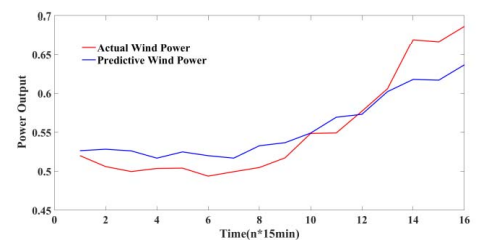 0.7
Actual Wind Power
Predictive Wind Power
0.65
0.6
0.55
0.5
0.45
Power Output
0 2 4 6 8 10 12 14 16
Time(n*15min)